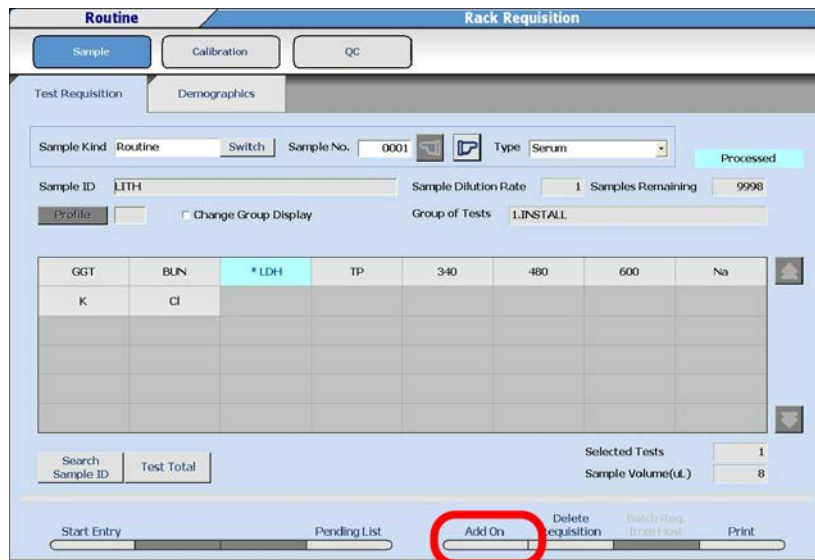 Routine Rack Requisition
Sample Calibration QC
Test Requisition Demographics
Sample Kind Routine Switch Sample No. 0001 Type Serum
Processed
Sample ID LITH Sample Dilution Rate 1 Samples Remaining 9998
Profile Change Group Display Group of Tests 1.INSTALL
GGT BUN * LDH TP 340 480 600 Na
K Cl
Search Sample ID Test Total
Selected Tests 1
Sample Volume(uL) 8
Start Entry Pending List Add On Delete Requisition Batch Req. from Host Print